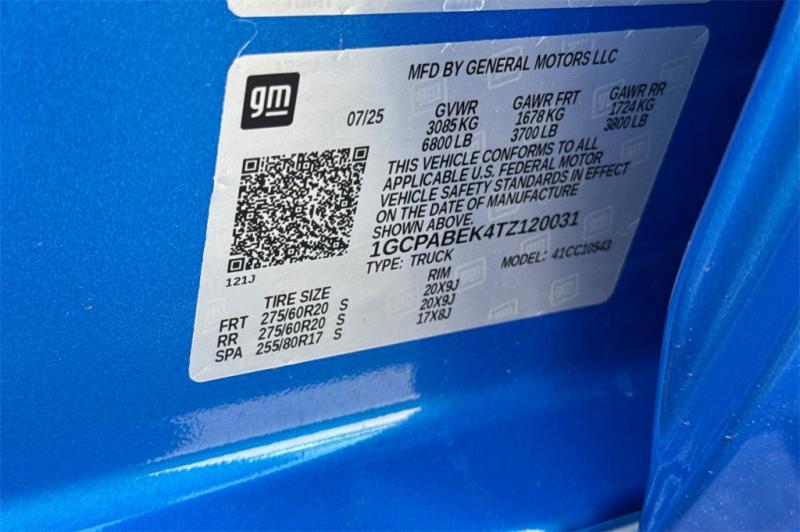 gm
MFD BY GENERAL MOTORS LLC
07/25
GVWR GAWR FRT GAWR RR
3085 KG 1678 KG 1724 KG
6800 LB 3700 LB 3800 LB
THIS VEHICLE CONFORMS TO ALL
APPLICABLE U.S. FEDERAL MOTOR
VEHICLE SAFETY STANDARDS IN EFFECT
ON THE DATE OF MANUFACTURE
SHOWN ABOVE.
1GCPABEK4TZ120031
TYPE: TRUCK MODEL: 41CC10543
121J
TIRE SIZE RIM
FRT 275/60R20 S 20X9J
RR 275/60R20 S 20X9J
SPA 255/80R17 S 17X8J